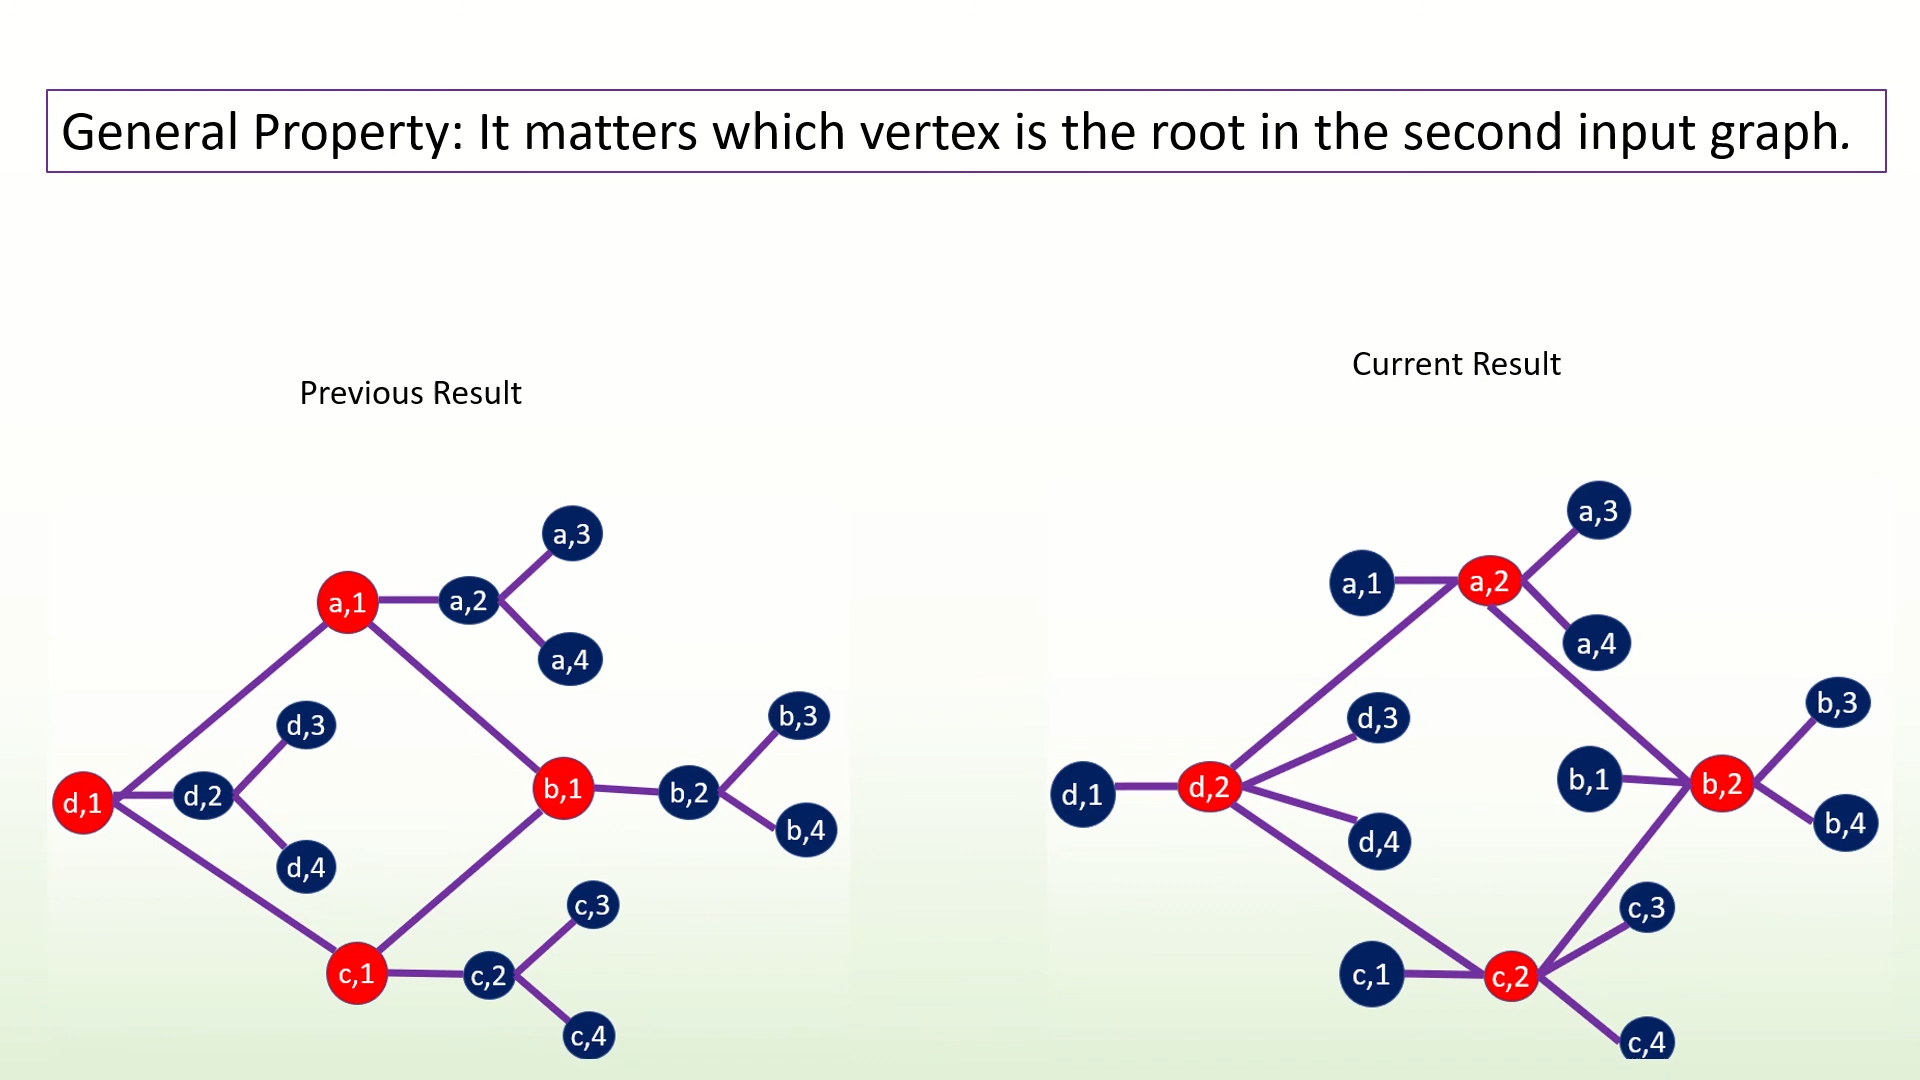 General Property: It matters which vertex is the root in the second input graph.
Previous Result
Current Result
a,3
a,1
a,2
a,4
d,3
b,3
d,1
d,2
b,1
b,2
b,4
d,4
c,3
c,1
c,2
c,4
a,3
a,1
a,2
a,4
b,3
d,3
b,1
b,2
d,1
d,2
b,4
d,4
c,3
c,1
c,2
c,4